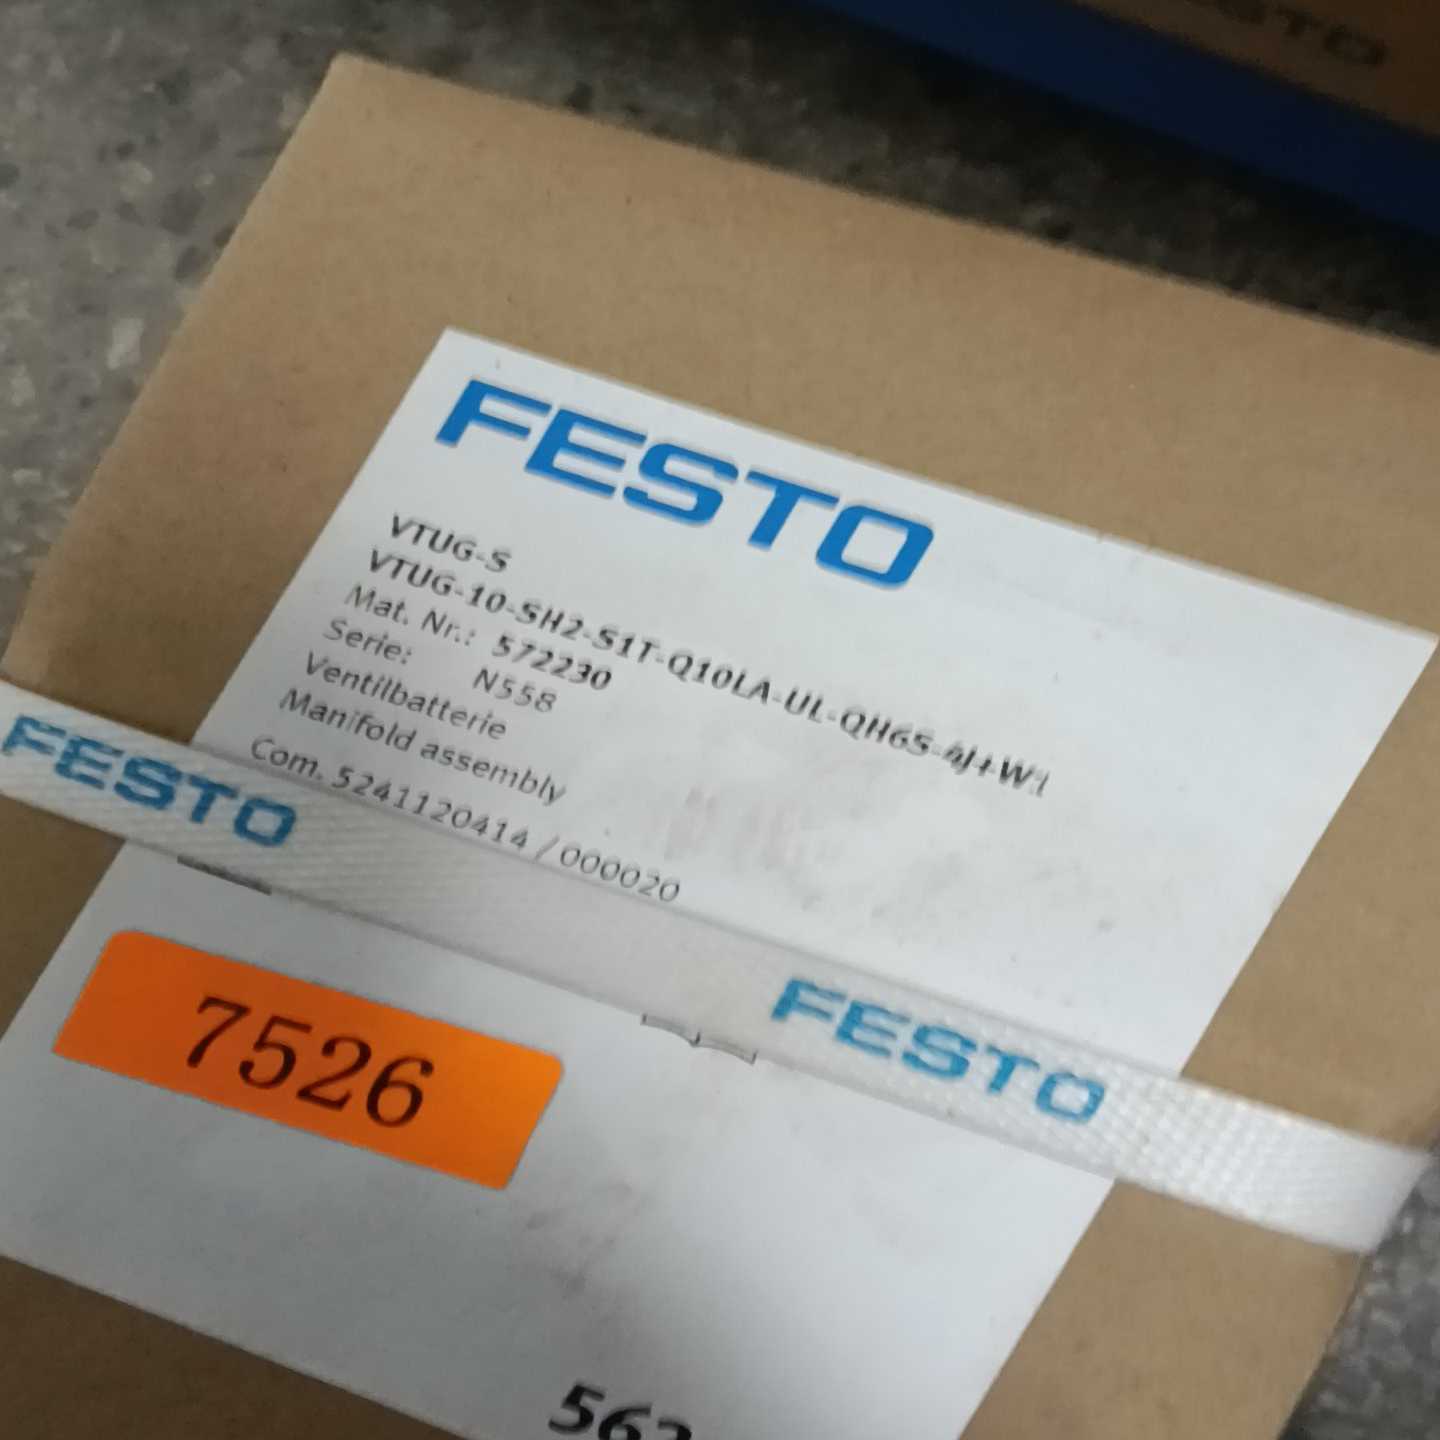 FESTO
FESTO
VTUG-S
VTUG-10-SH2-S1T-Q10LA-UL-QH6S-4J+W1
Mat. Nr.: 572230
Serie: N558
Ventilbatterie
Manifold assembly
Com. 5241120414 / 000020
FESTO
FESTO
7526